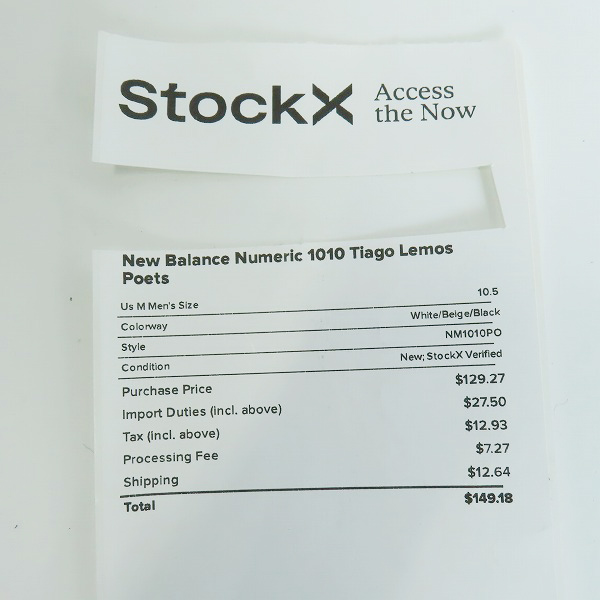 StockX Access
the Now
New Balance Numeric 1010 Tiago Lemos
Poets
Us M Men's Size 10.5
Colorway White/Beige/Black
Style NM1010PO
Condition New; StockX Verified
Purchase Price $129.27
Import Duties (incl. above) $27.50
Tax (incl. above) $12.93
Processing Fee $7.27
Shipping $12.64
Total $149.18